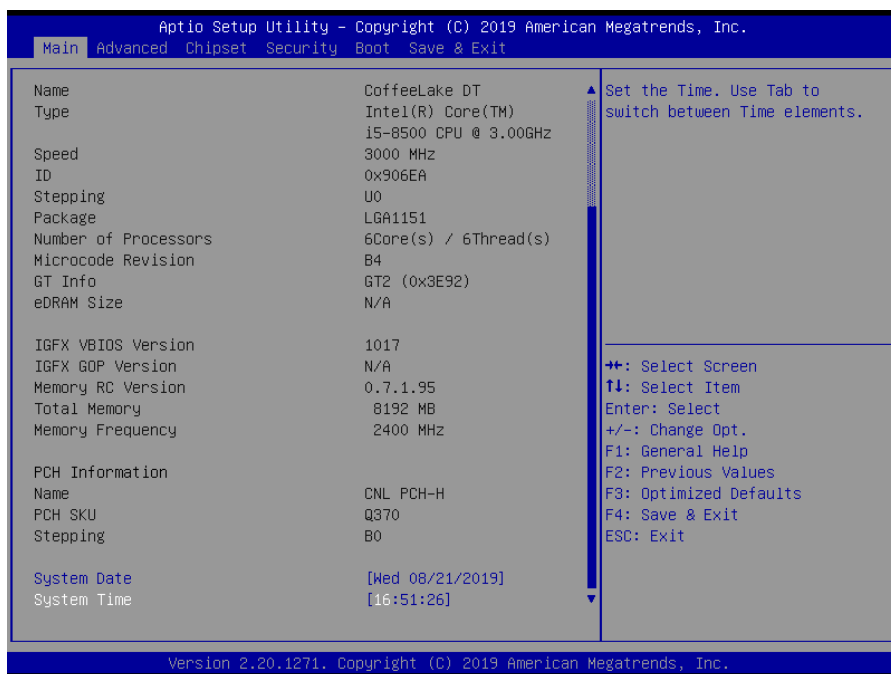 Aptio Setup Utility – Copyright (C) 2019 American Megatrends, Inc.
Main Advanced Chipset Security Boot Save & Exit
Name CoffeeLake DT
Type Intel(R) Core(TM)
i5-8500 CPU @ 3.00GHz
Speed 3000 MHz
ID 0x906EA
Stepping U0
Package LGA1151
Number of Processors 6Core(s) / 6Thread(s)
Microcode Revision B4
GT Info GT2 (0x3E92)
eDRAM Size N/A
IGFX VBIOS Version 1017
IGFX GOP Version N/A
Memory RC Version 0.7.1.95
Total Memory 8192 MB
Memory Frequency 2400 MHz
PCH Information
Name CNL PCH-H
PCH SKU Q370
Stepping B0
System Date [Wed 08/21/2019]
System Time [16:51:26]
Set the Time. Use Tab to
switch between Time elements.
→←: Select Screen
↑↓: Select Item
Enter: Select
+/-: Change Opt.
F1: General Help
F2: Previous Values
F3: Optimized Defaults
F4: Save & Exit
ESC: Exit
Version 2.20.1271. Copyright (C) 2019 American Megatrends, Inc.